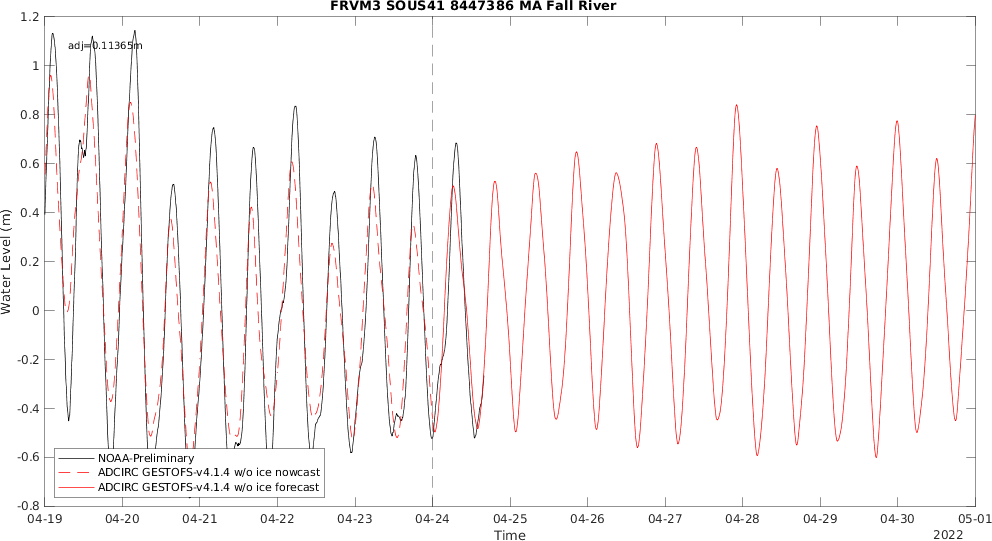 FRVM3 SOUS41 8447386 MA Fall River
adj=0.11365m
1.2
1
0.8
0.6
0.4
0.2
0
-0.2
-0.4
-0.6
-0.8
Water Level (m)
NOAA-Preliminary
ADCIRC GESTOFS-v4.1.4 w/o ice nowcast
ADCIRC GESTOFS-v4.1.4 w/o ice forecast
04-19 04-20 04-21 04-22 04-23 04-24 04-25 04-26 04-27 04-28 04-29 04-30 05-01
Time
2022